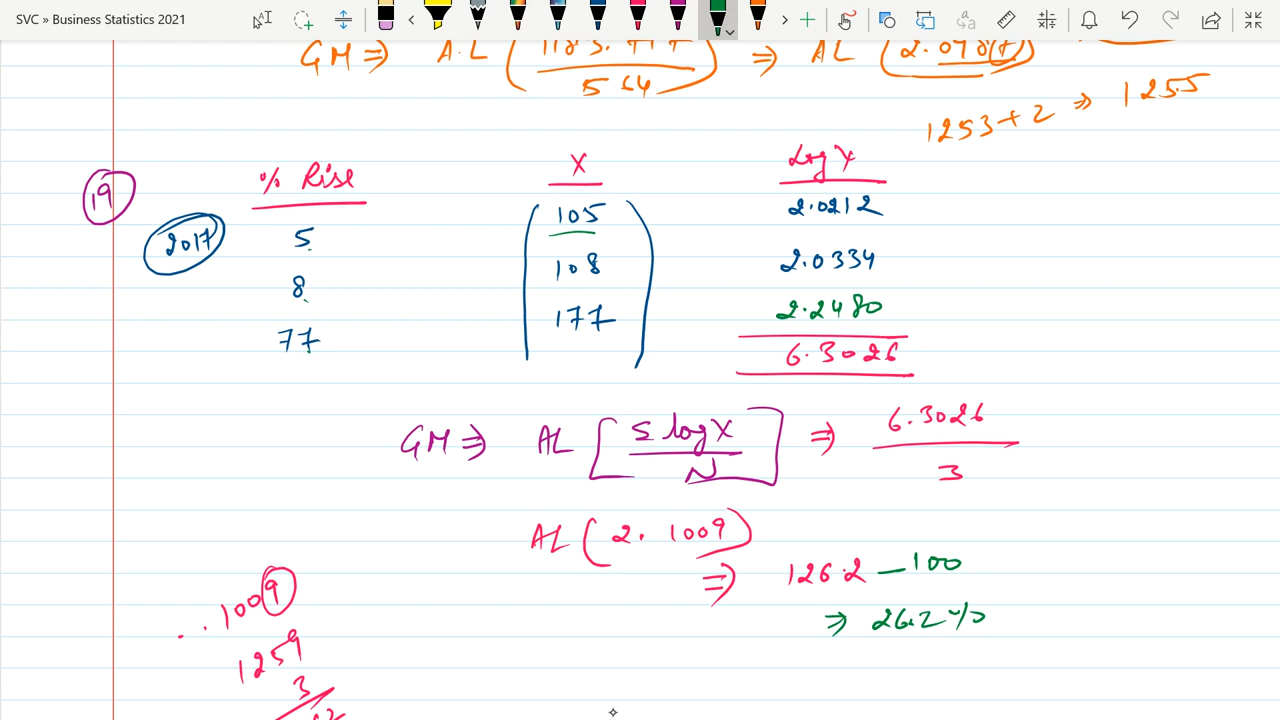 SVC » Business Statistics 2021
GM ⇒ A.L ( / 564 ) ⇒ AL
1253 + 2 ⇒ 1255
19
% Rise X Log X
2017 5 105 2.0212
8 108 2.0334
77 177 2.2480
6.3026
GM ⇒ AL [ Σ log X / N ] ⇒ 6.3026 / 3
AL ( 2. 1009 )
⇒ 126.2 – 100
⇒ 26.2 %
.. 1009
1259
3